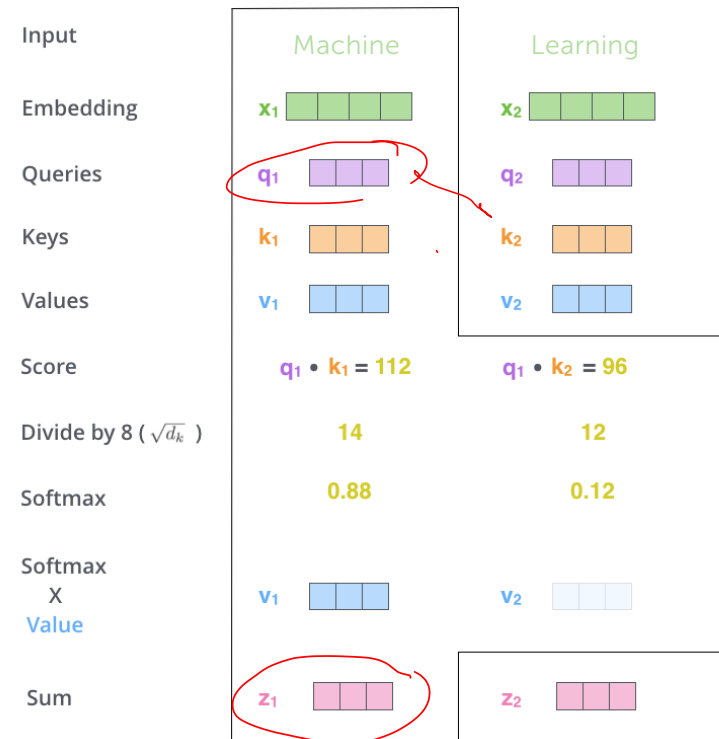 Input Machine Learning
Embedding x₁ x₂
Queries q₁ q₂
Keys k₁ k₂
Values v₁ v₂
Score q₁ • k₁ = 112 q₁ • k₂ = 96
Divide by 8 ( √dₖ ) 14 12
Softmax 0.88 0.12
Softmax
X v₁ v₂
Value
Sum z₁ z₂